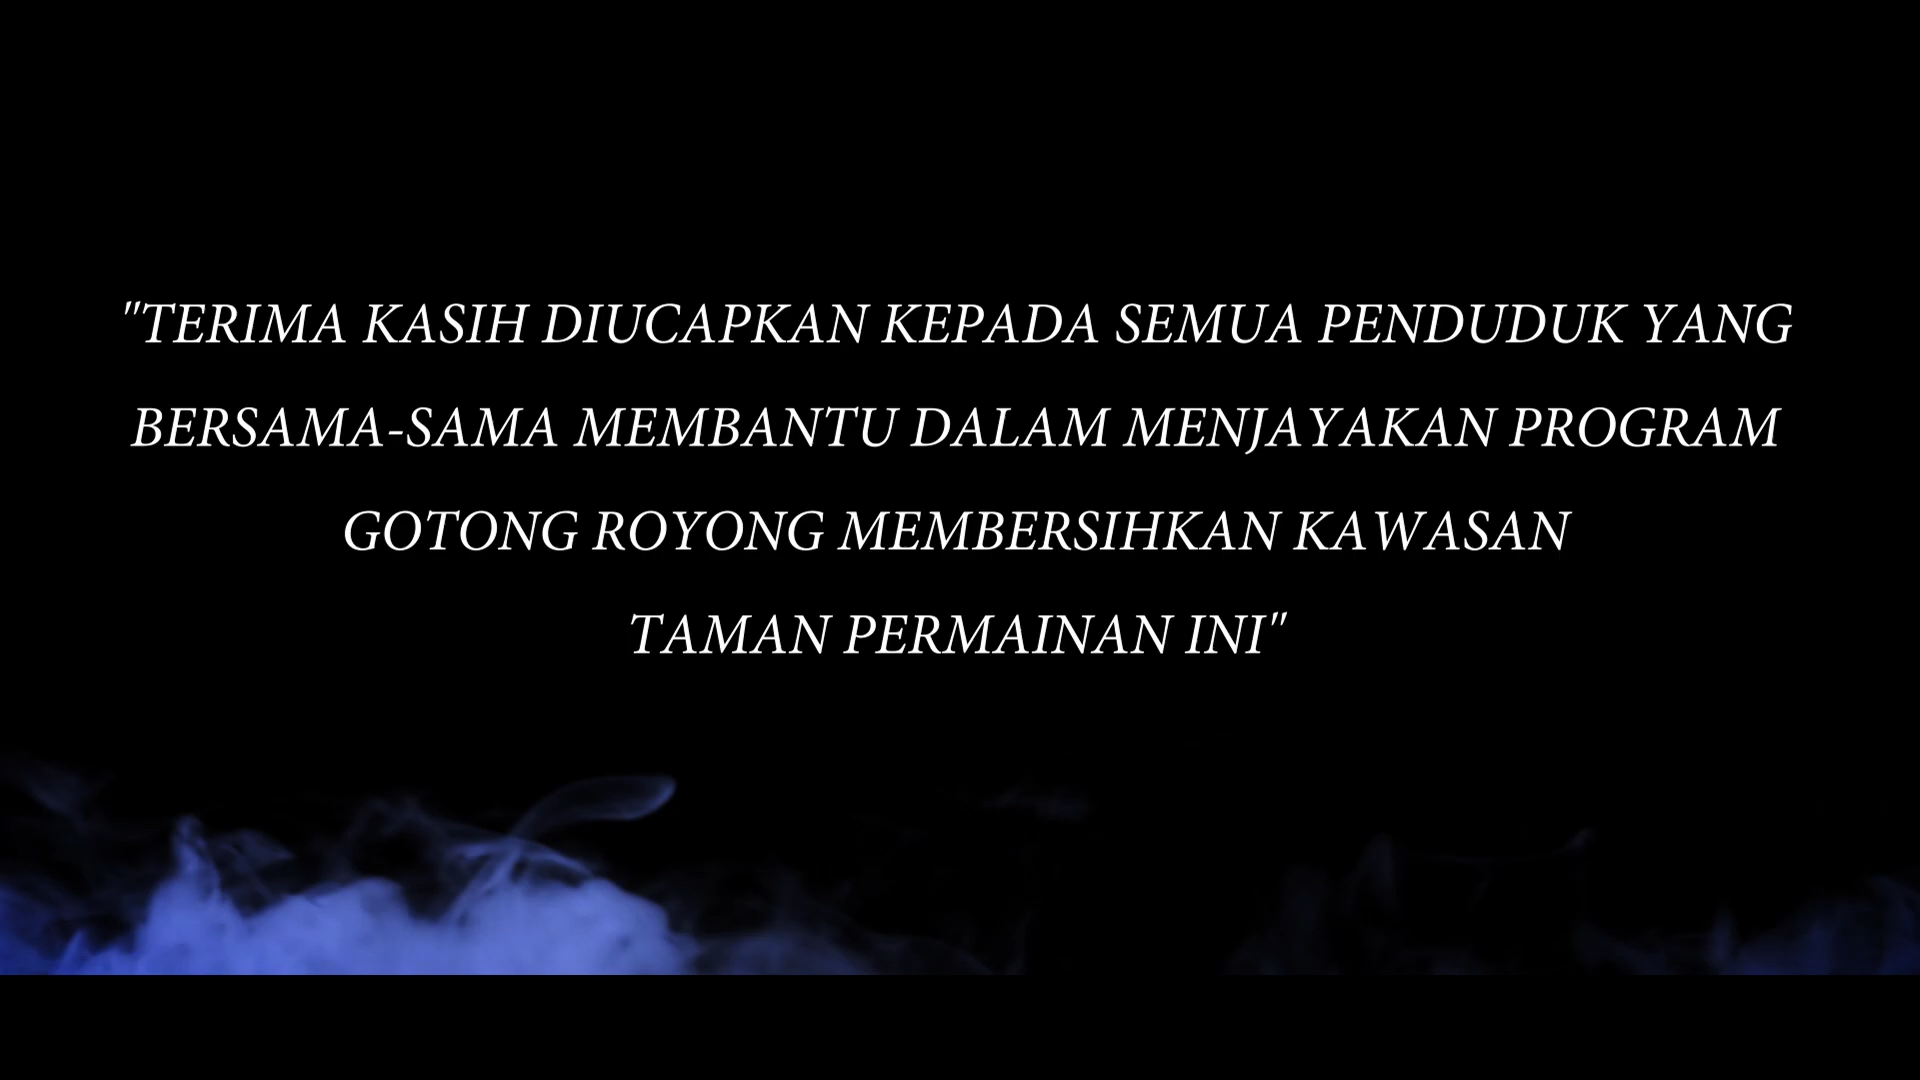 "TERIMA KASIH DIUCAPKAN KEPADA SEMUA PENDUDUK YANG
BERSAMA-SAMA MEMBANTU DALAM MENJAYAKAN PROGRAM
GOTONG ROYONG MEMBERSIHKAN KAWASAN
TAMAN PERMAINAN INI"